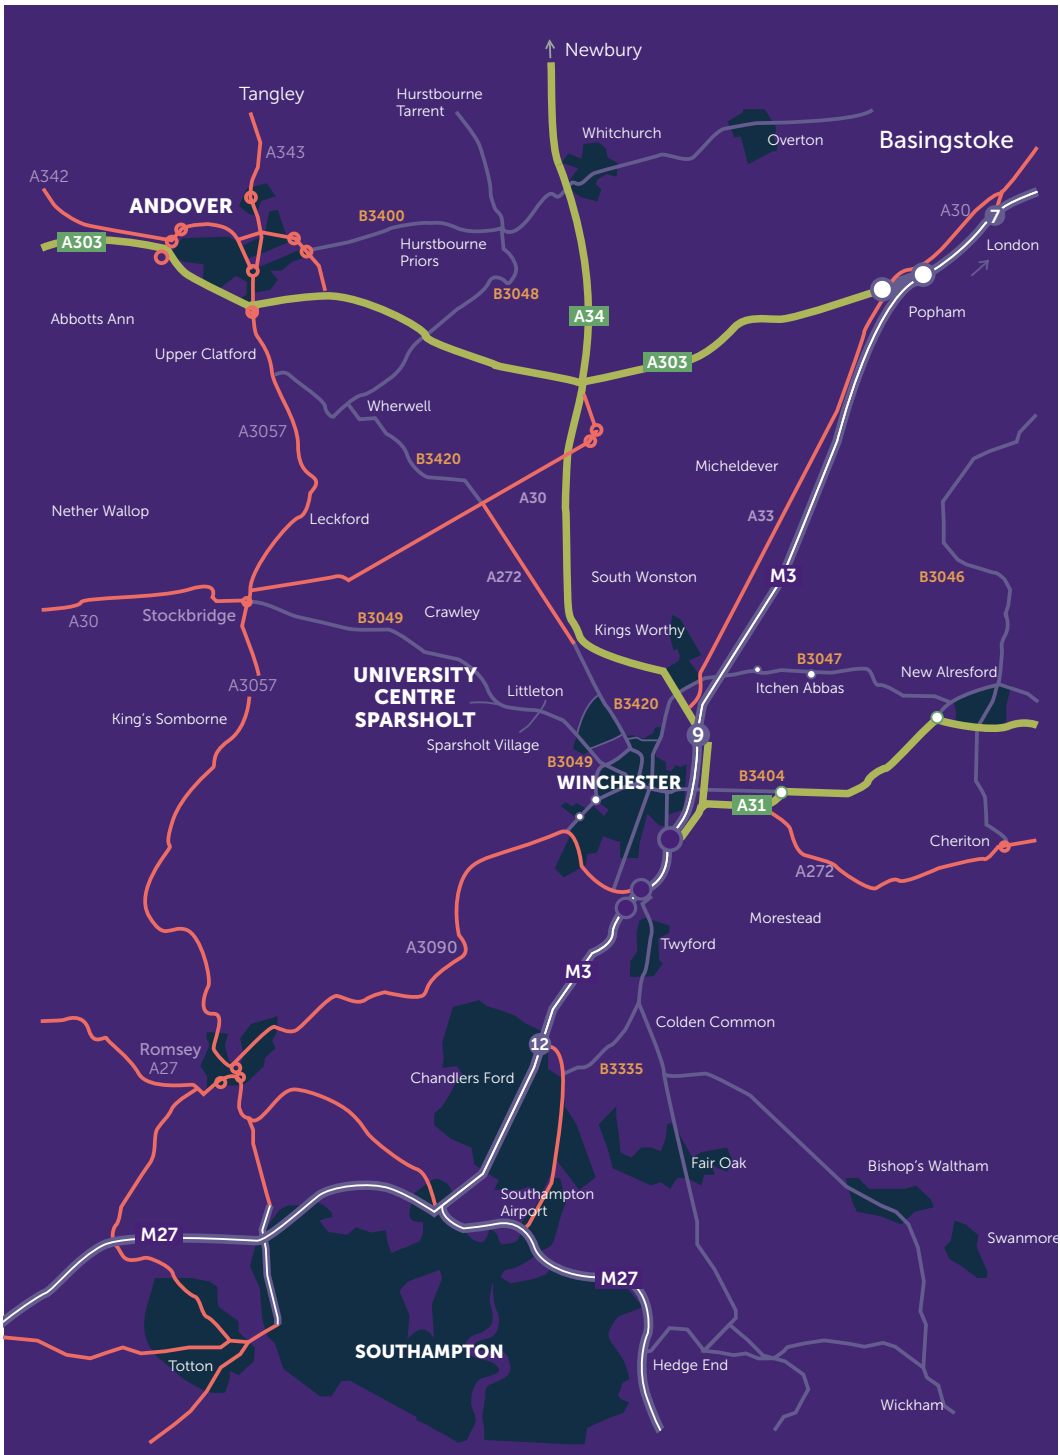 Newbury
Tangley
Hurstbourne
Tarrent
Whitchurch
Overton
Basingstoke
A343
A342
ANDOVER
B3400
A30
7
A303
Hurstbourne
Priors
London
B3048
Abbotts Ann
A34
Popham
Upper Clatford
A303
Wherwell
A3057
B3420
Micheldever
A30
Nether Wallop
Leckford
A33
A272
South Wonston
M3
B3046
Stockbridge
A30
B3049
Crawley
Kings Worthy
B3047
UNIVERSITY
CENTRE
SPARSHOLT
A3057
Littleton
Itchen Abbas
New Alresford
B3420
King's Somborne
Sparsholt Village
9
B3049
WINCHESTER
B3404
A31
Cheriton
A272
Morestead
A3090
Twyford
M3
Colden Common
Romsey
A27
12
Chandlers Ford
B3335
Fair Oak
Bishop's Waltham
Southampton
Airport
M27
Swanmore
M27
SOUTHAMPTON
Totton
Hedge End
Wickham